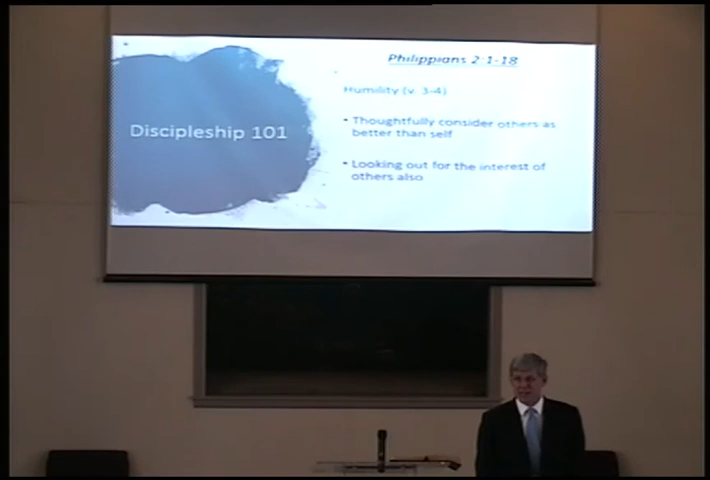 Discipleship 101
Philippians 2:1-18
Humility (v. 3-4)
• Thoughtfully consider others as
better than self
• Looking out for the interest of
others also